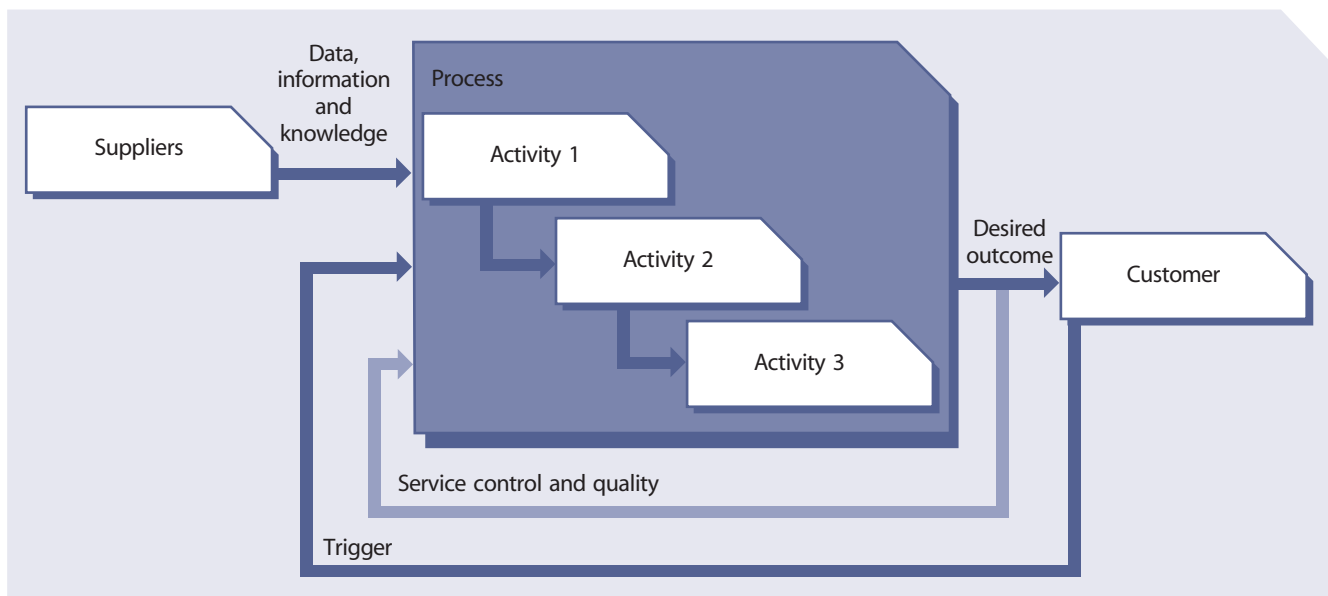 Data,
information
and
knowledge
Suppliers
Process
Activity 1
Activity 2
Activity 3
Desired
outcome
Customer
Service control and quality
Trigger